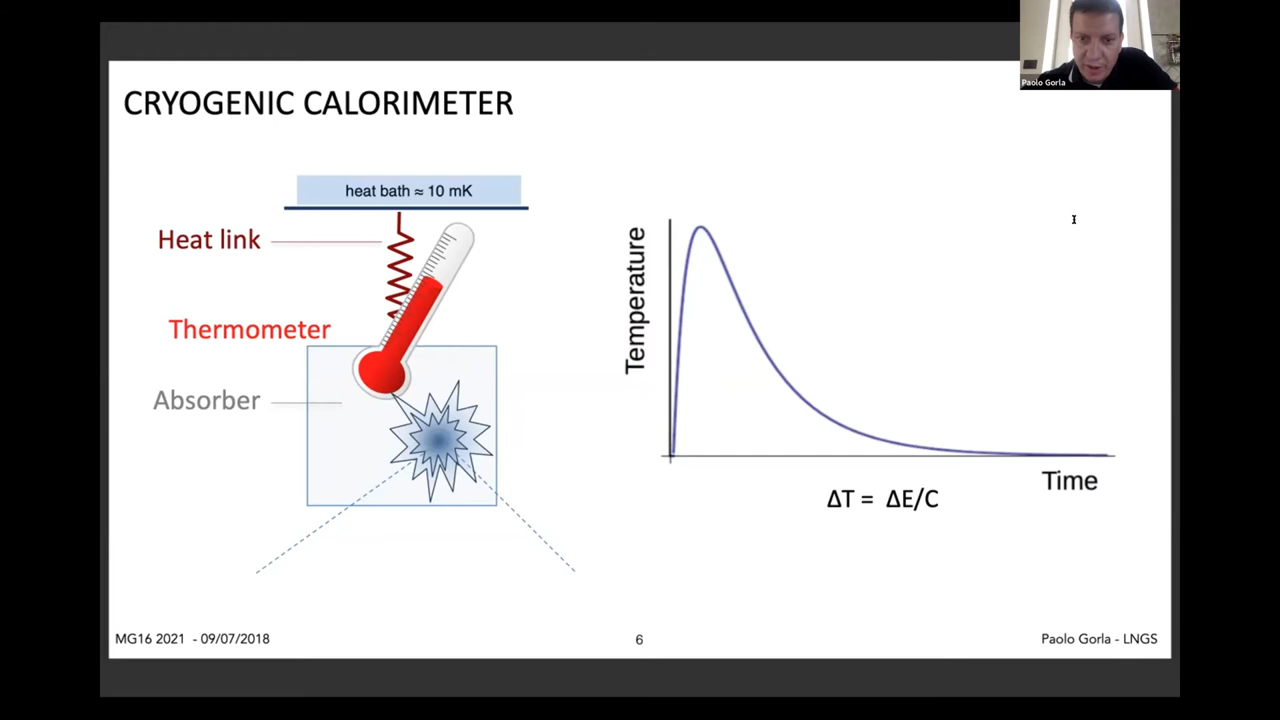 Paolo Gorla
CRYOGENIC CALORIMETER
heat bath ≈ 10 mK
Heat link
Thermometer
Absorber
Temperature
Time
ΔT = ΔE/C
MG16 2021 - 09/07/2018
6
Paolo Gorla - LNGS